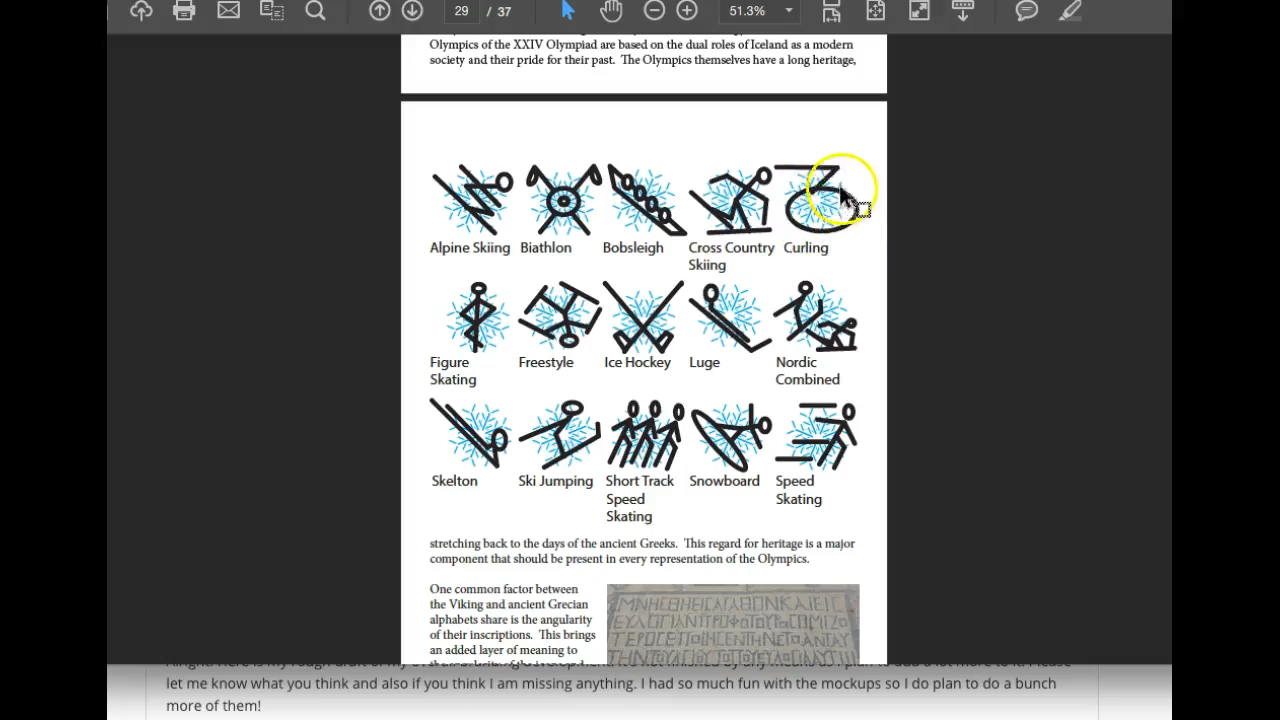 29 / 37 51.3%
Olympics of the XXIV Olympiad are based on the dual roles of Iceland as a modern
society and their pride for their past. The Olympics themselves have a long heritage,
Alpine Skiing Biathlon Bobsleigh Cross Country Skiing Curling
Figure Skating Freestyle Ice Hockey Luge Nordic Combined
Skelton Ski Jumping Short Track Speed Skating Snowboard Speed Skating
stretching back to the days of the ancient Greeks. This regard for heritage is a major
component that should be present in every representation of the Olympics.
One common factor between
the Viking and ancient Grecian
alphabets share is the angularity
of their inscriptions. This brings
an added layer of meaning to
let me know what you think and also if you think I am missing anything. I had so much fun with the mockups so I do plan to do a bunch
more of them!